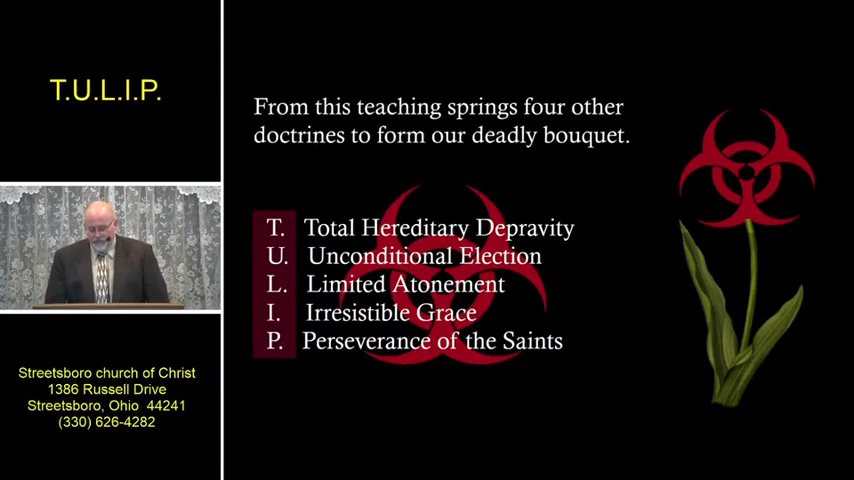 T.U.L.I.P.
From this teaching springs four other
doctrines to form our deadly bouquet.
T. Total Hereditary Depravity
U. Unconditional Election
L. Limited Atonement
I. Irresistible Grace
P. Perseverance of the Saints
Streetsboro church of Christ
1386 Russell Drive
Streetsboro, Ohio 44241
(330) 626-4282